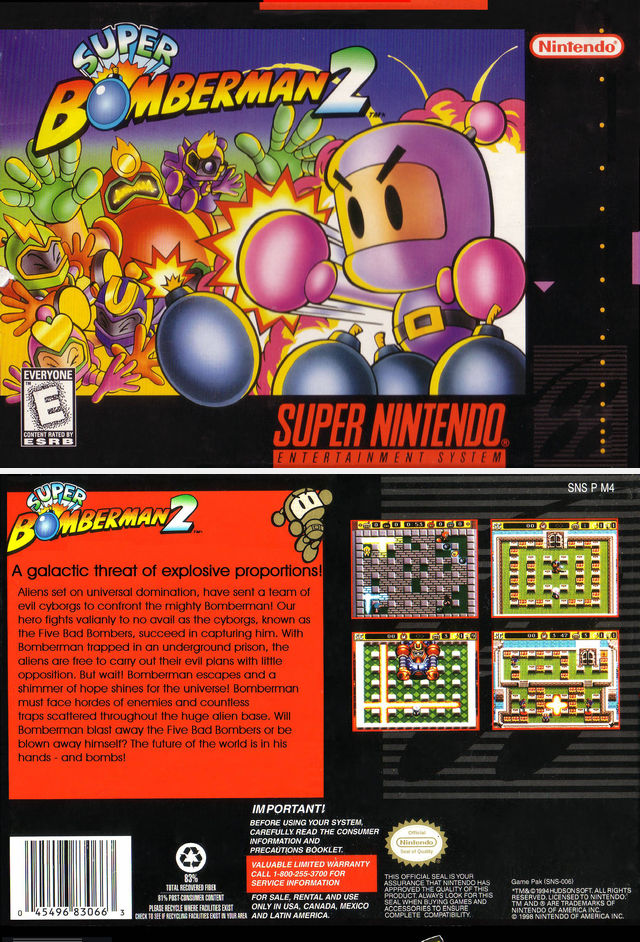 SUPER
BOMBERMAN 2
TM
Nintendo®
EVERYONE
E
CONTENT RATED BY
ESRB
SUPER NINTENDO®
ENTERTAINMENT SYSTEM
SUPER
BOMBERMAN 2
SNS P M4
A galactic threat of explosive proportions!
Aliens set on universal domination, have sent a team of
evil cyborgs to confront the mighty Bomberman! Our
hero fights valianly to no avail as the cyborgs, known as
the Five Bad Bombers, succeed in capturing him. With
Bomberman trapped in an underground prison, the
aliens are free to carry out their evil plans with little
opposition. But wait! Bomberman escapes and a
shimmer of hope shines for the universe! Bomberman
must face hordes of enemies and countless
traps scattered throughout the huge alien base. Will
Bomberman blast away the Five Bad Bombers or be
blown away himself? The future of the world is in his
hands - and bombs!
IMPORTANT!
BEFORE USING YOUR SYSTEM,
CAREFULLY READ THE CONSUMER
INFORMATION AND
PRECAUTIONS BOOKLET.
VALUABLE LIMITED WARRANTY
CALL 1-800-255-3700 FOR
SERVICE INFORMATION
FOR SALE, RENTAL AND USE
ONLY IN USA, CANADA, MEXICO
AND LATIN AMERICA.
0 45496 83066 3
83%
TOTAL RECOVERED FIBER
81% POST-CONSUMER CONTENT
PLEASE RECYCLE WHERE FACILITIES EXIST
CHECK TO SEE IF RECYCLING FACILITIES EXIST IN YOUR AREA
Official
Nintendo
Seal of Quality
THIS OFFICIAL SEAL IS YOUR
ASSURANCE THAT NINTENDO HAS
APPROVED THE QUALITY OF THIS
PRODUCT. ALWAYS LOOK FOR THIS
SEAL WHEN BUYING GAMES AND
ACCESSORIES TO ENSURE
COMPLETE COMPATIBILITY.
Game Pak (SNS-006)
™&©1994 HUDSON SOFT. ALL RIGHTS
RESERVED. LICENSED TO NINTENDO.
TM AND ® ARE TRADEMARKS OF
NINTENDO OF AMERICA INC.
© 1998 NINTENDO OF AMERICA INC.